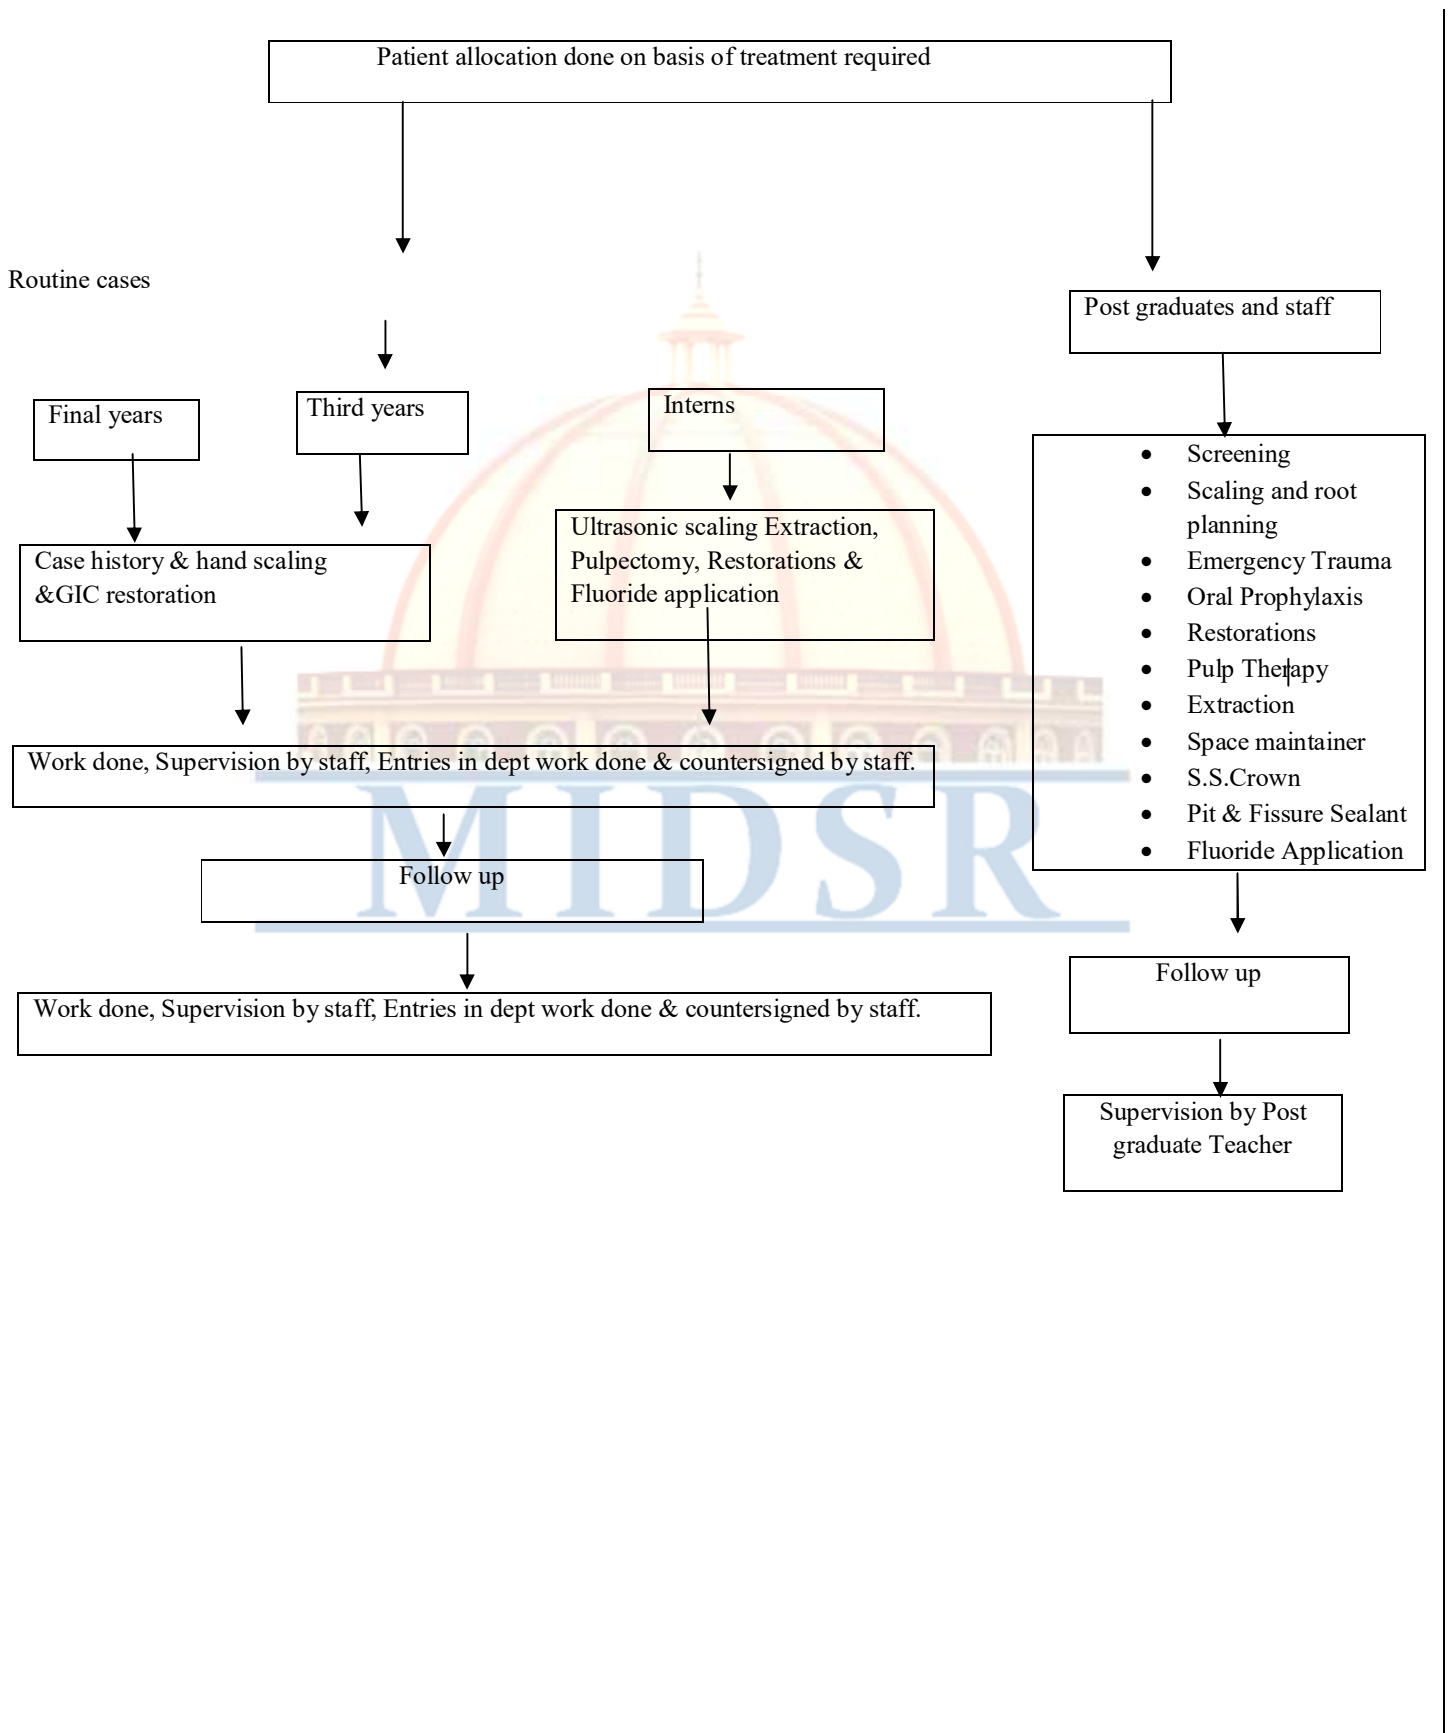 Patient allocation done on basis of treatment required
Routine cases
Post graduates and staff
Final years
Third years
Interns
Case history & hand scaling
&GIC restoration
Ultrasonic scaling Extraction,
Pulpectomy, Restorations &
Fluoride application
• Screening
• Scaling and root
planning
• Emergency Trauma
• Oral Prophylaxis
• Restorations
• Pulp Therapy
• Extraction
• Space maintainer
• S.S.Crown
• Pit & Fissure Sealant
• Fluoride Application
Work done, Supervision by staff, Entries in dept work done & countersigned by staff.
MIDSR
Follow up
Work done, Supervision by staff, Entries in dept work done & countersigned by staff.
Follow up
Supervision by Post
graduate Teacher